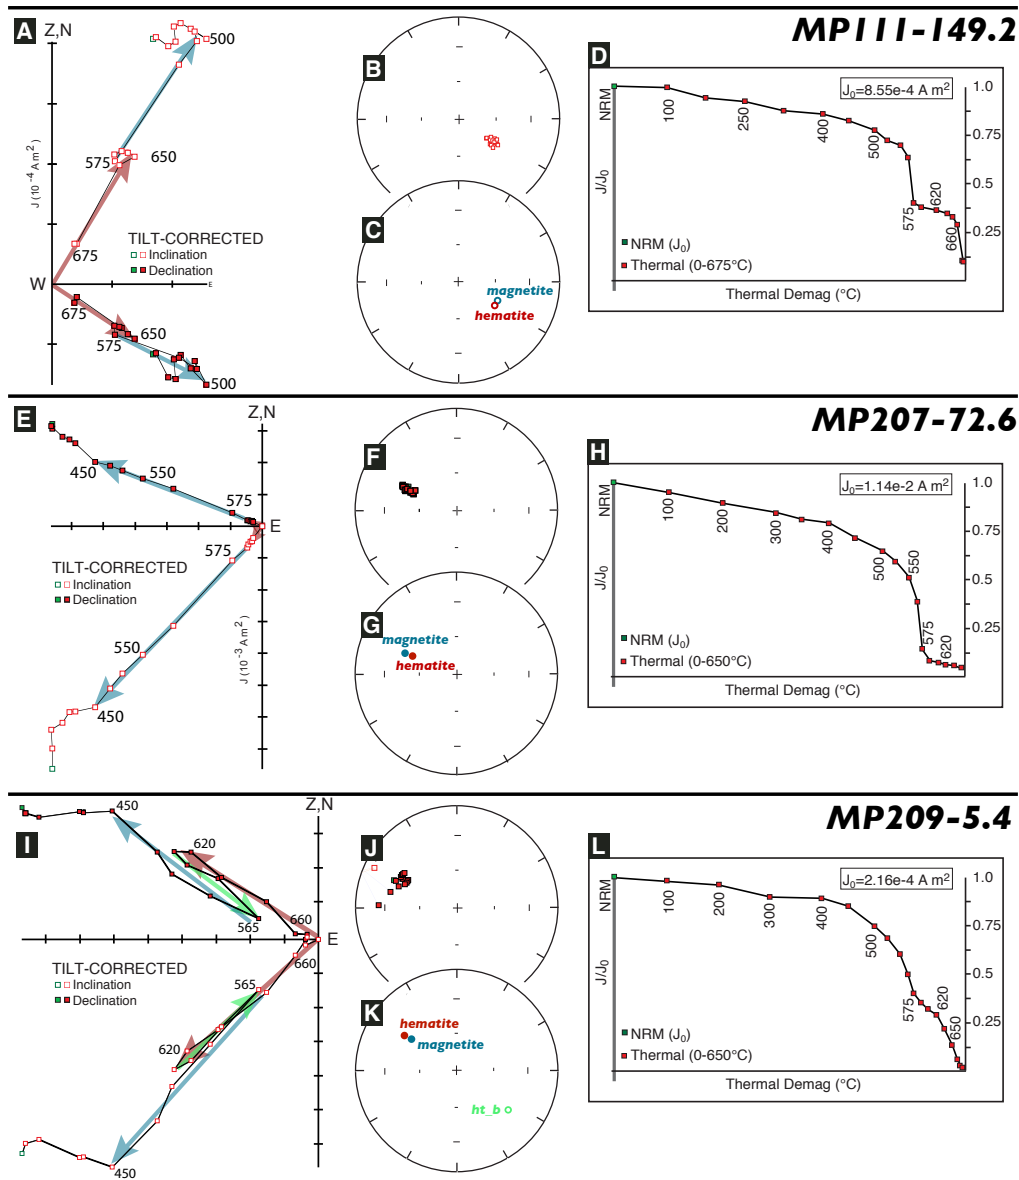 MP111-149.2
A
Z,N
500
575
650
J (10⁻⁴ A m²)
675
TILT-CORRECTED
Inclination
Declination
W
E
675
650
575
500
B
C
magnetite
hematite
D
NRM
J₀=8.55e-4 A m²
1.0
100
250
400
500
0.75
J/J₀
0.5
575
620
660
0.25
NRM (J₀)
Thermal (0-675°C)
Thermal Demag (°C)
MP207-72.6
E
Z,N
450
550
575
E
575
TILT-CORRECTED
Inclination
Declination
550
J (10⁻³ A m²)
450
F
G
magnetite
hematite
H
NRM
J₀=1.14e-2 A m²
1.0
100
200
300
400
500
550
0.75
J/J₀
0.5
575
620
0.25
NRM (J₀)
Thermal (0-650°C)
Thermal Demag (°C)
MP209-5.4
I
Z,N
450
620
565
660
E
660
TILT-CORRECTED
Inclination
Declination
565
620
450
J
K
hematite
magnetite
ht_b
L
NRM
J₀=2.16e-4 A m²
1.0
100
200
300
400
500
0.75
J/J₀
0.5
575
620
650
0.25
NRM (J₀)
Thermal (0-650°C)
Thermal Demag (°C)